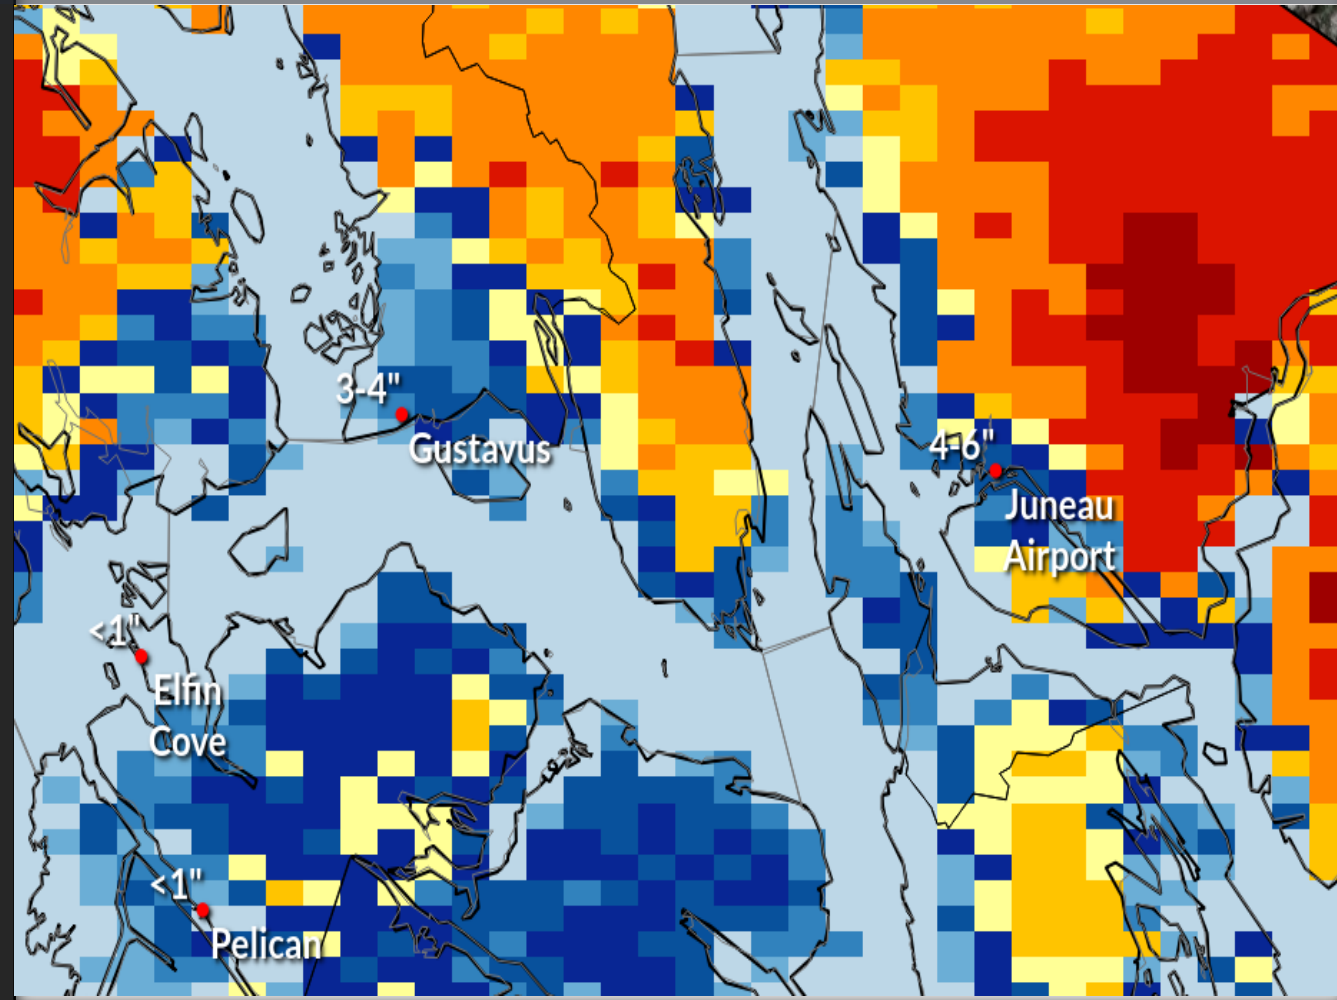 3-4"
Gustavus
4-6"
Juneau
Airport
<1"
Elfin
Cove
<1"
Pelican